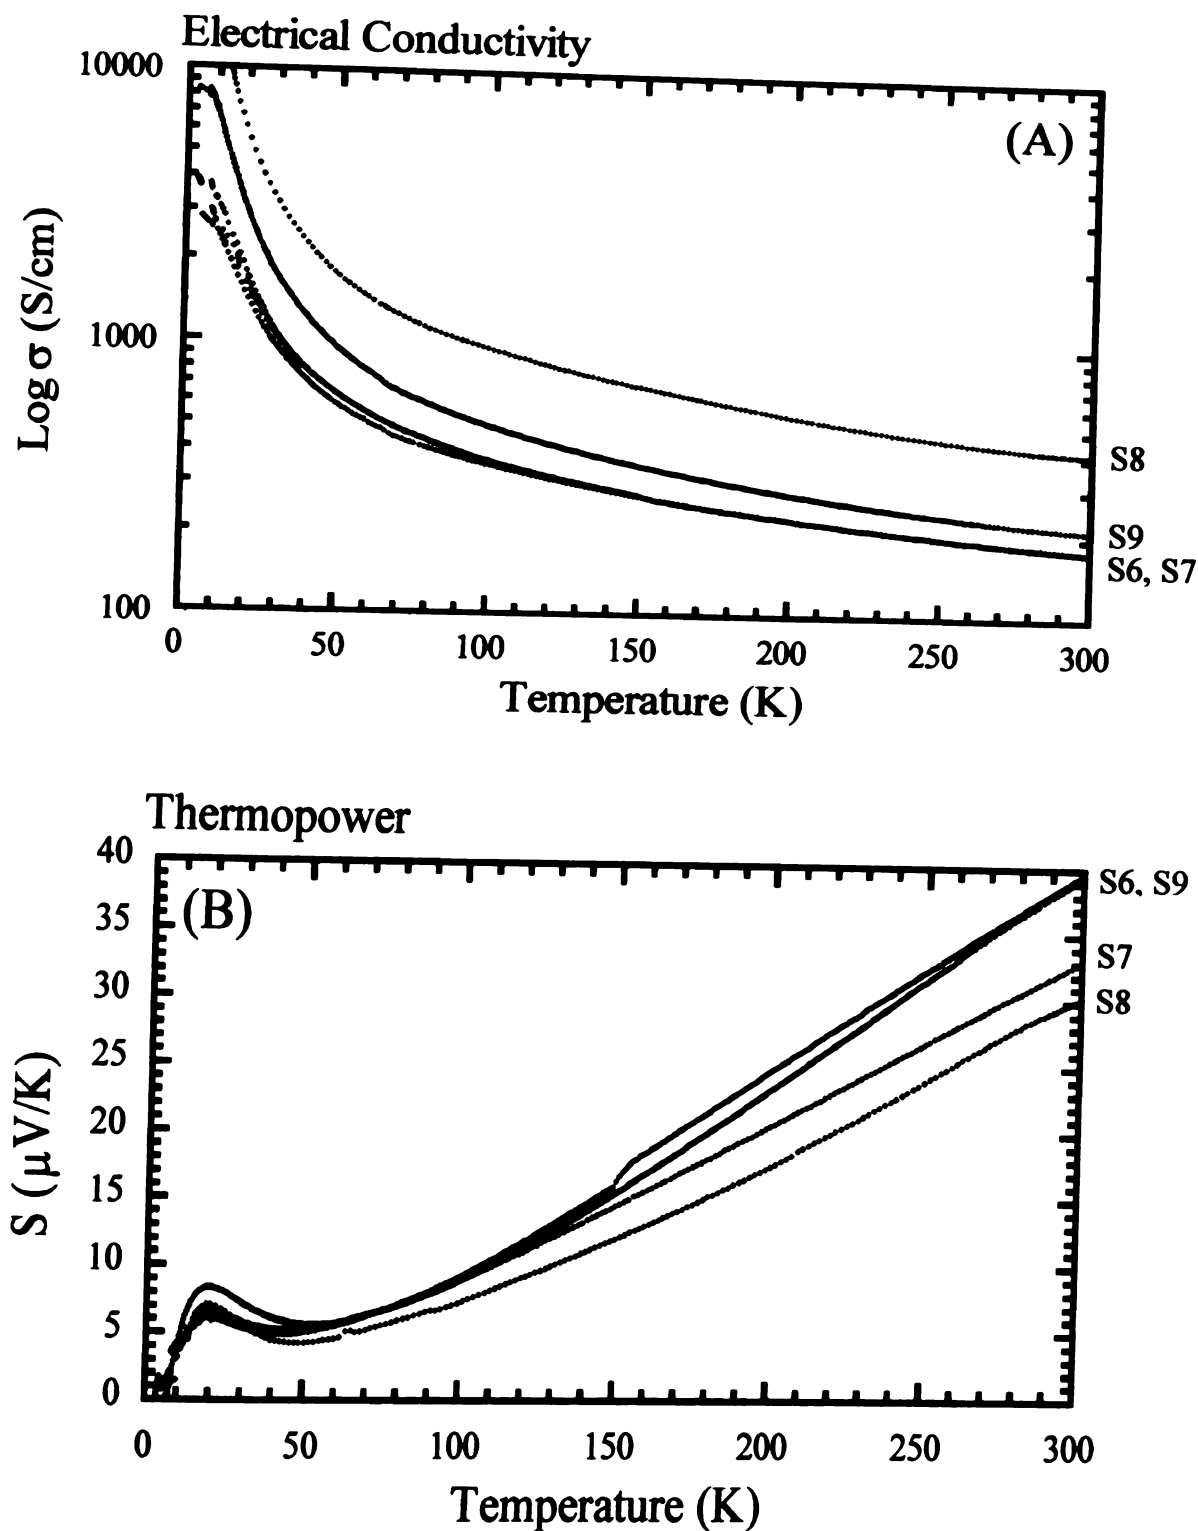 Electrical Conductivity
10000
(A)
Log σ (S/cm)
1000
S8
S9
S6, S7
100
0 50 100 150 200 250 300
Temperature (K)
Thermopower
40
S6, S9
(B)
35
S7
30
S8
25
S (μV/K)
20
15
10
5
0
0 50 100 150 200 250 300
Temperature (K)